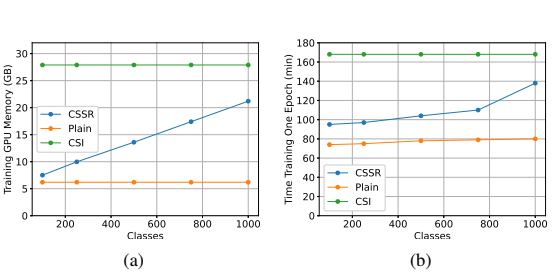 30
25
20
15
10
5
0
Training GPU Memory (GB)
CSSR
Plain
CSI
200 400 600 800 1000
Classes
(a)
180
160
140
120
100
80
60
40
20
0
Time Training One Epoch (min)
CSSR
Plain
CSI
200 400 600 800 1000
Classes
(b)